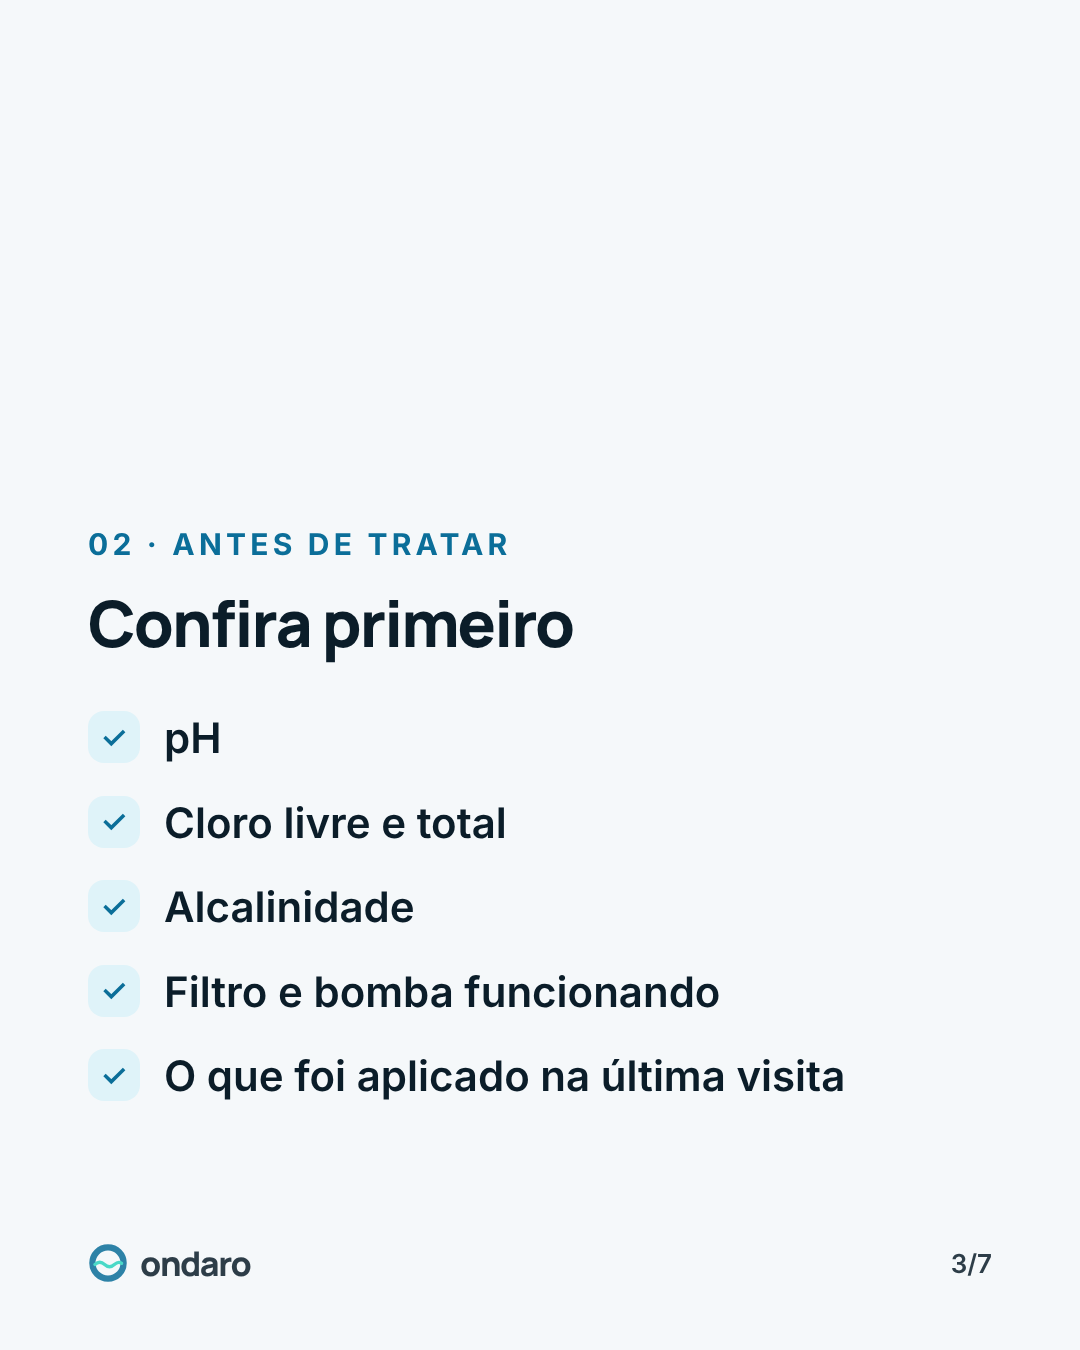 02 · ANTES DE TRATAR
Confira primeiro
pH
Cloro livre e total
Alcalinidade
Filtro e bomba funcionando
O que foi aplicado na última visita
ondaro
3/7